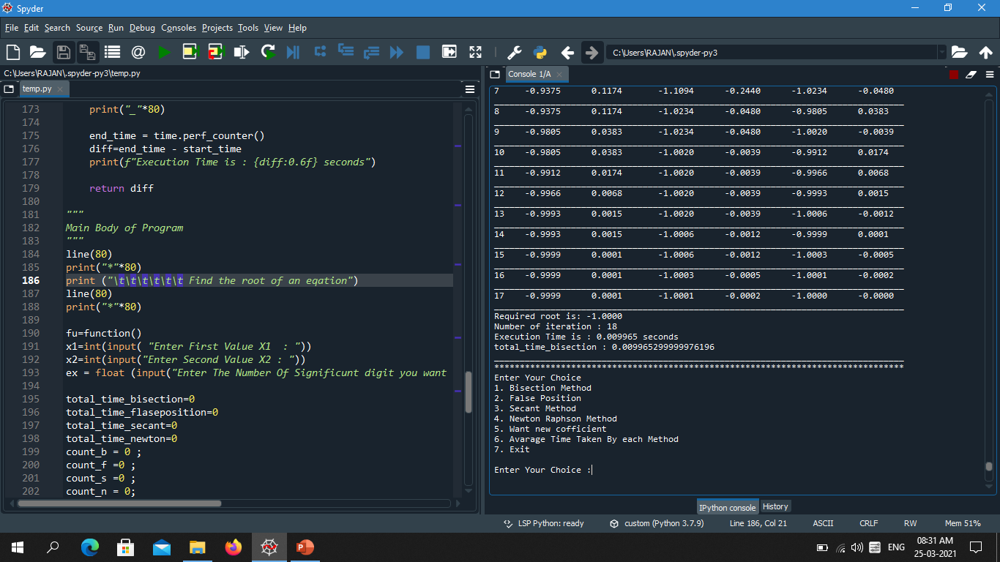 Spyder
File Edit Search Source Run Debug Consoles Projects Tools View Help
C:\Users\RAJAN\.spyder-py3
C:\Users\RAJAN\.spyder-py3\temp.py
temp.py
173 print("_"*80)
174
175 end_time = time.perf_counter()
176 diff=end_time - start_time
177 print(f"Execution Time is : {diff:0.6f} seconds")
178
179 return diff
180
181 """
182 Main Body of Program
183 """
184 line(80)
185 print("*"*80)
186 print ("\t\t\t\t\t\t Find the root of an eqation")
187 line(80)
188 print("*"*80)
189
190 fu=function()
191 x1=int(input( "Enter First Value X1  : "))
192 x2=int(input("Enter Second Value X2 : "))
193 ex = float (input("Enter The Number Of Significunt digit you want
194
195 total_time_bisection=0
196 total_time_flaseposition=0
197 total_time_secant=0
198 total_time_newton=0
199 count_b = 0 ;
200 count_f =0 ;
201 count_s =0 ;
202 count_n = 0;
Console 1/A
7 -0.9375 0.1174 -1.1094 -0.2440 -1.0234 -0.0480
8 -0.9375 0.1174 -1.0234 -0.0480 -0.9805 0.0383
9 -0.9805 0.0383 -1.0234 -0.0480 -1.0020 -0.0039
10 -0.9805 0.0383 -1.0020 -0.0039 -0.9912 0.0174
11 -0.9912 0.0174 -1.0020 -0.0039 -0.9966 0.0068
12 -0.9966 0.0068 -1.0020 -0.0039 -0.9993 0.0015
13 -0.9993 0.0015 -1.0020 -0.0039 -1.0006 -0.0012
14 -0.9993 0.0015 -1.0006 -0.0012 -0.9999 0.0001
15 -0.9999 0.0001 -1.0006 -0.0012 -1.0003 -0.0005
16 -0.9999 0.0001 -1.0003 -0.0005 -1.0001 -0.0002
17 -0.9999 0.0001 -1.0001 -0.0002 -1.0000 -0.0000
Required root is: -1.0000
Number of iteration : 18
Execution Time is : 0.009965 seconds
total_time_bisection : 0.009965299999976196
********************************************************************************
Enter Your Choice
1. Bisection Method
2. False Position
3. Secant Method
4. Newton Raphson Method
5. Want new cofficient
6. Avarage Time Taken By each Method
7. Exit
Enter Your Choice :
IPython console History
LSP Python: ready custom (Python 3.7.9) Line 186, Col 21 ASCII CRLF RW Mem 51%
ENG 08:31 AM
25-03-2021